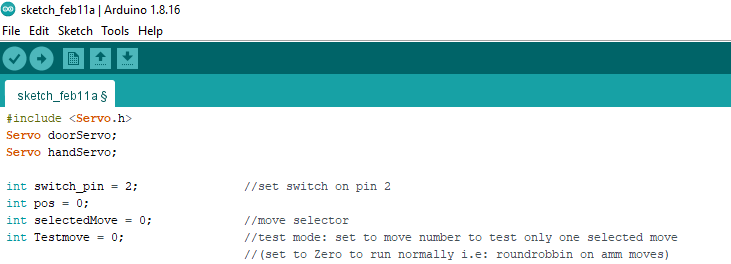 sketch_feb11a | Arduino 1.8.16
File Edit Sketch Tools Help
sketch_feb11a §
#include <Servo.h>
Servo doorServo;
Servo handServo;
int switch_pin = 2; //set switch on pin 2
int pos = 0;
int selectedMove = 0; //move selector
int Testmove = 0; //test mode: set to move number to test only one selected move
//(set to Zero to run normally i.e: roundrobbin on amm moves)